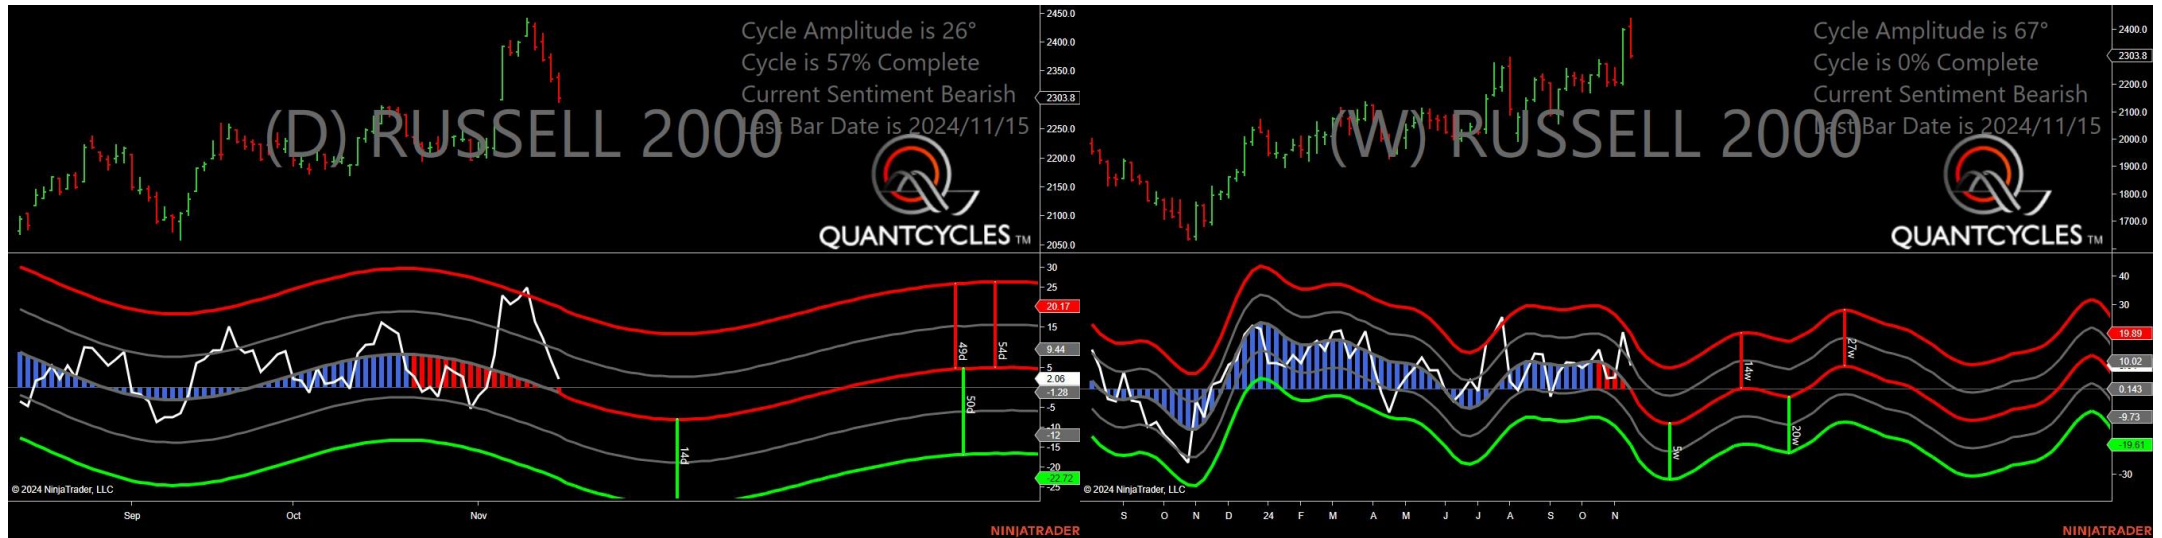 Cycle Amplitude is 26°
Cycle is 57% Complete
Current Sentiment Bearish
Last Bar Date is 2024/11/15
(D) RUSSELL 2000
QUANTCYCLES TM
2450.0
2400.0
2350.0
2303.8
2250.0
2200.0
2150.0
2100.0
2050.0
30
25
20.17
15
9.44
5
2.06
-1.28
-5
-10
-12
-15
-20
-22.72
-25
14d
49d
50d
54d
© 2024 NinjaTrader, LLC
Sep
Oct
Nov
NINJATRADER
Cycle Amplitude is 67°
Cycle is 0% Complete
Current Sentiment Bearish
Last Bar Date is 2024/11/15
(W) RUSSELL 2000
QUANTCYCLES TM
2400.0
2303.8
2200.0
2100.0
2000.0
1900.0
1800.0
1700.0
40
30
19.89
10.02
0.143
-9.73
-19.61
-30
5w
14w
20w
27w
© 2024 NinjaTrader, LLC
S O N D 24 F M A M J J A S O N
NINJATRADER